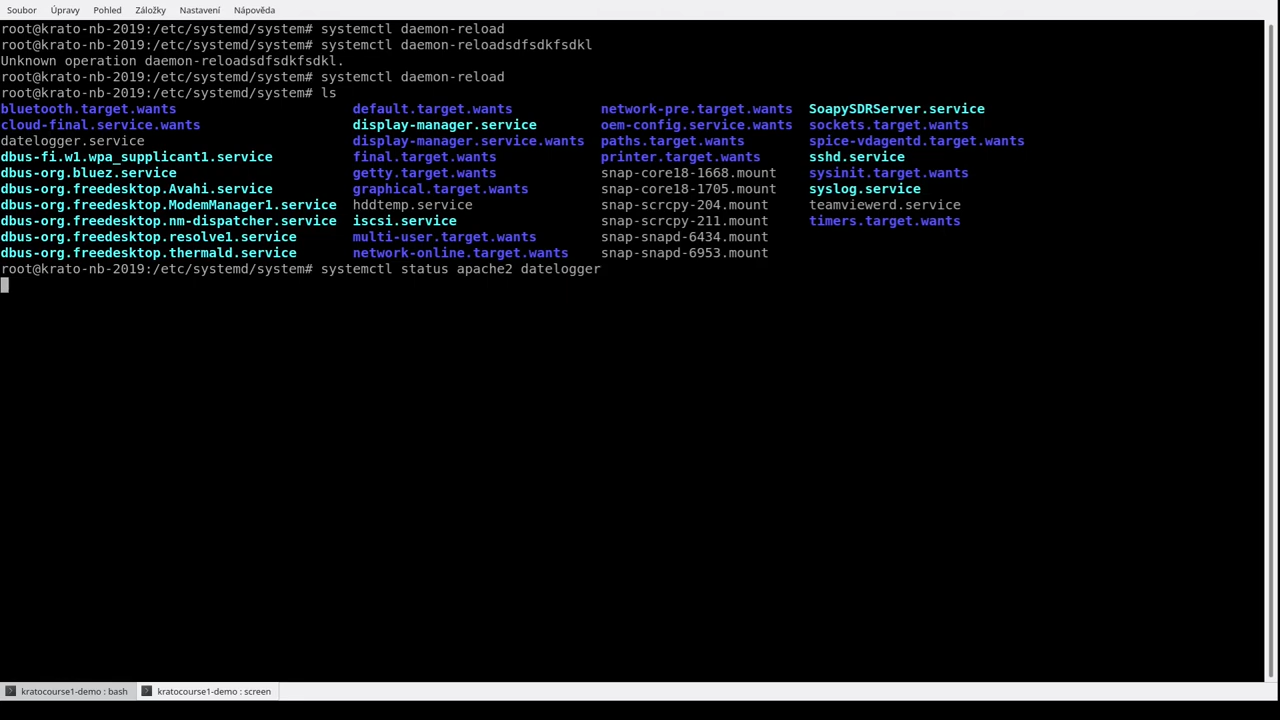 Soubor Úpravy Pohled Záložky Nastavení Nápověda
root@krato-nb-2019:/etc/systemd/system# systemctl daemon-reload
root@krato-nb-2019:/etc/systemd/system# systemctl daemon-reloadsdfsdkfsdkl
Unknown operation daemon-reloadsdfsdkfsdkl.
root@krato-nb-2019:/etc/systemd/system# systemctl daemon-reload
root@krato-nb-2019:/etc/systemd/system# ls
bluetooth.target.wants default.target.wants network-pre.target.wants SoapySDRServer.service
cloud-final.service.wants display-manager.service oem-config.service.wants sockets.target.wants
datelogger.service display-manager.service.wants paths.target.wants spice-vdagentd.target.wants
dbus-fi.w1.wpa_supplicant1.service final.target.wants printer.target.wants sshd.service
dbus-org.bluez.service getty.target.wants snap-core18-1668.mount sysinit.target.wants
dbus-org.freedesktop.Avahi.service graphical.target.wants snap-core18-1705.mount syslog.service
dbus-org.freedesktop.ModemManager1.service hddtemp.service snap-scrcpy-204.mount teamviewerd.service
dbus-org.freedesktop.nm-dispatcher.service iscsi.service snap-scrcpy-211.mount timers.target.wants
dbus-org.freedesktop.resolve1.service multi-user.target.wants snap-snapd-6434.mount
dbus-org.freedesktop.thermald.service network-online.target.wants snap-snapd-6953.mount
root@krato-nb-2019:/etc/systemd/system# systemctl status apache2 datelogger
kratocourse1-demo : bash kratocourse1-demo : screen